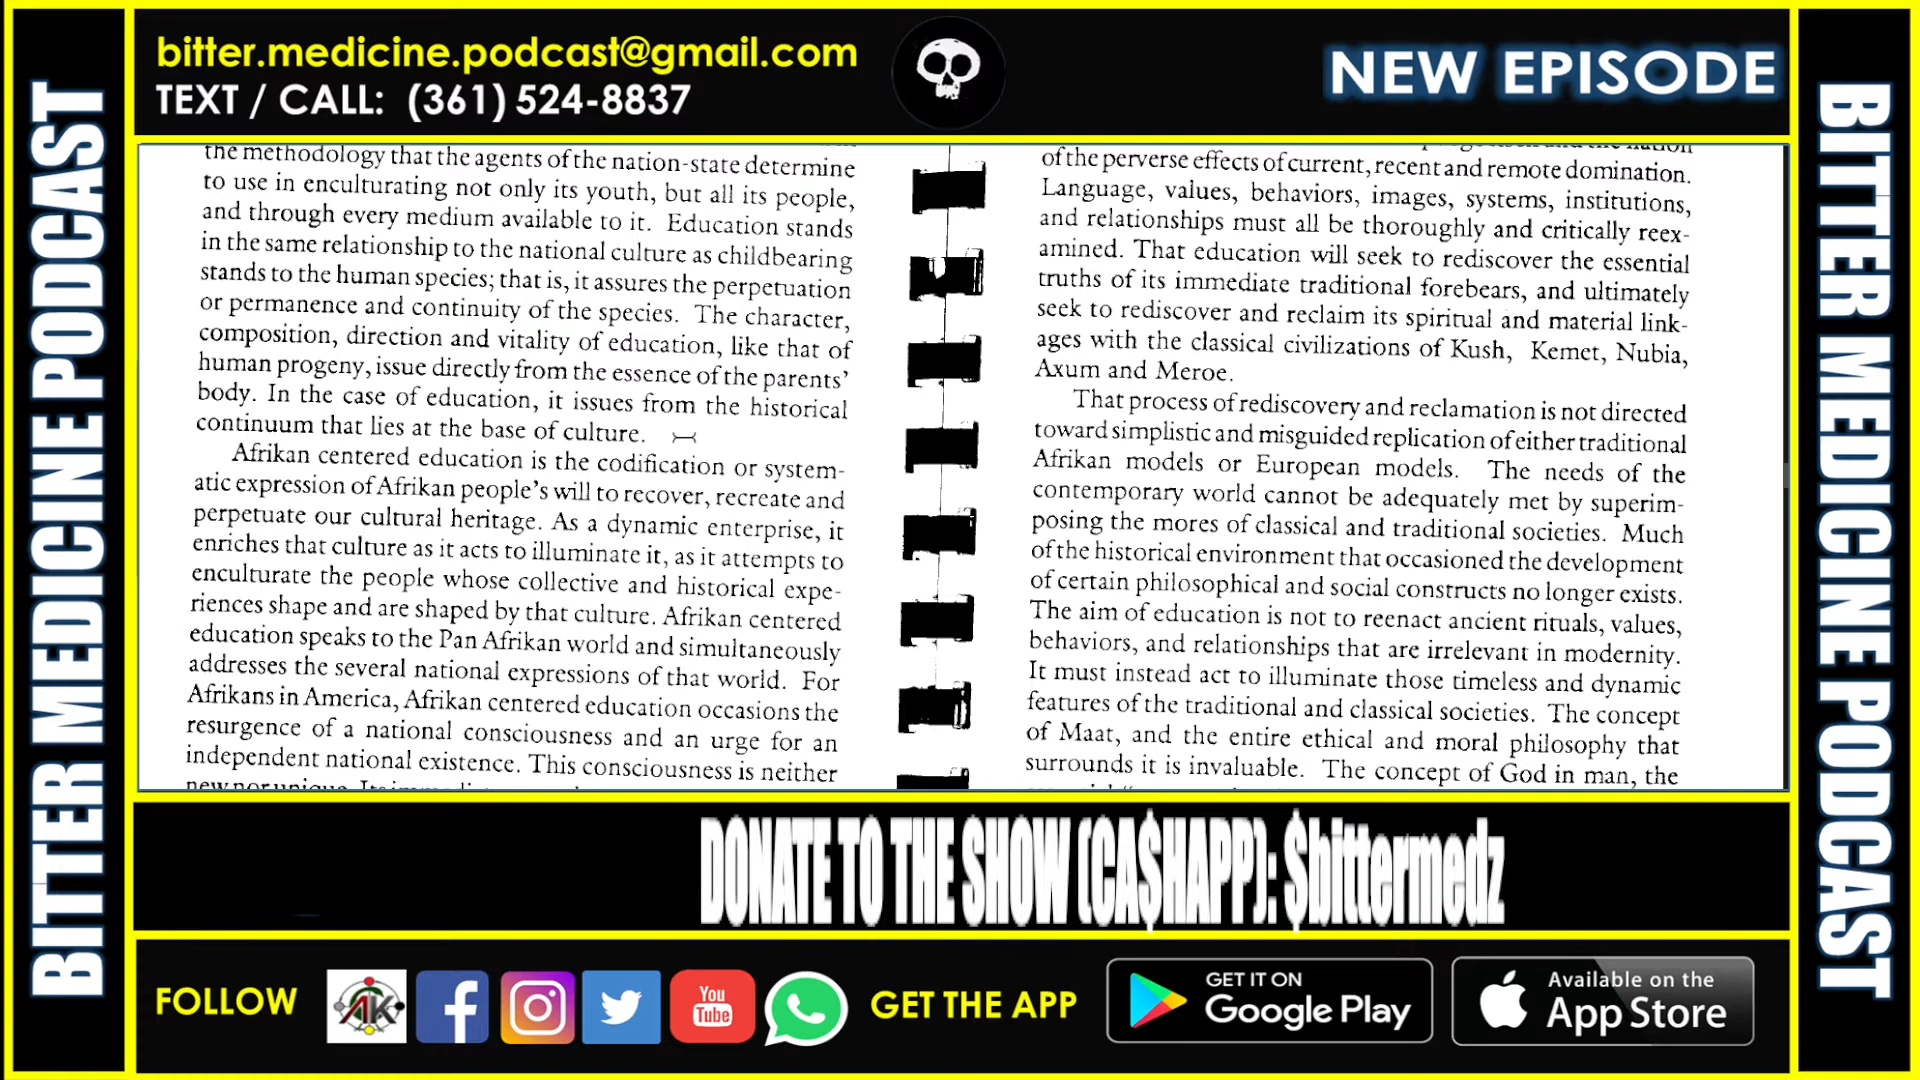 BITTER MEDICINE PODCAST
bitter.medicine.podcast@gmail.com
TEXT / CALL: (361) 524-8837
NEW EPISODE
the methodology that the agents of the nation-state determine
to use in enculturating not only its youth, but all its people,
and through every medium available to it. Education stands
in the same relationship to the national culture as childbearing
stands to the human species; that is, it assures the perpetuation
or permanence and continuity of the species. The character,
composition, direction and vitality of education, like that of
human progeny, issue directly from the essence of the parents'
body. In the case of education, it issues from the historical
continuum that lies at the base of culture.
Afrikan centered education is the codification or system-
atic expression of Afrikan people's will to recover, recreate and
perpetuate our cultural heritage. As a dynamic enterprise, it
enriches that culture as it acts to illuminate it, as it attempts to
enculturate the people whose collective and historical expe-
riences shape and are shaped by that culture. Afrikan centered
education speaks to the Pan Afrikan world and simultaneously
addresses the several national expressions of that world. For
Afrikans in America, Afrikan centered education occasions the
resurgence of a national consciousness and an urge for an
independent national existence. This consciousness is neither
new nor unique.
of the perverse effects of current, recent and remote domination.
Language, values, behaviors, images, systems, institutions,
and relationships must all be thoroughly and critically reex-
amined. That education will seek to rediscover the essential
truths of its immediate traditional forebears, and ultimately
seek to rediscover and reclaim its spiritual and material link-
ages with the classical civilizations of Kush, Kemet, Nubia,
Axum and Meroe.
That process of rediscovery and reclamation is not directed
toward simplistic and misguided replication of either traditional
Afrikan models or European models. The needs of the
contemporary world cannot be adequately met by superim-
posing the mores of classical and traditional societies. Much
of the historical environment that occasioned the development
of certain philosophical and social constructs no longer exists.
The aim of education is not to reenact ancient rituals, values,
behaviors, and relationships that are irrelevant in modernity.
It must instead act to illuminate those timeless and dynamic
features of the traditional and classical societies. The concept
of Maat, and the entire ethical and moral philosophy that
surrounds it is invaluable. The concept of God in man, the
DONATE TO THE SHOW (CA$HAPP): $bittermedz
FOLLOW
AK
You
Tube
GET THE APP
GET IT ON
Google Play
Available on the
App Store
BITTER MEDICINE PODCAST